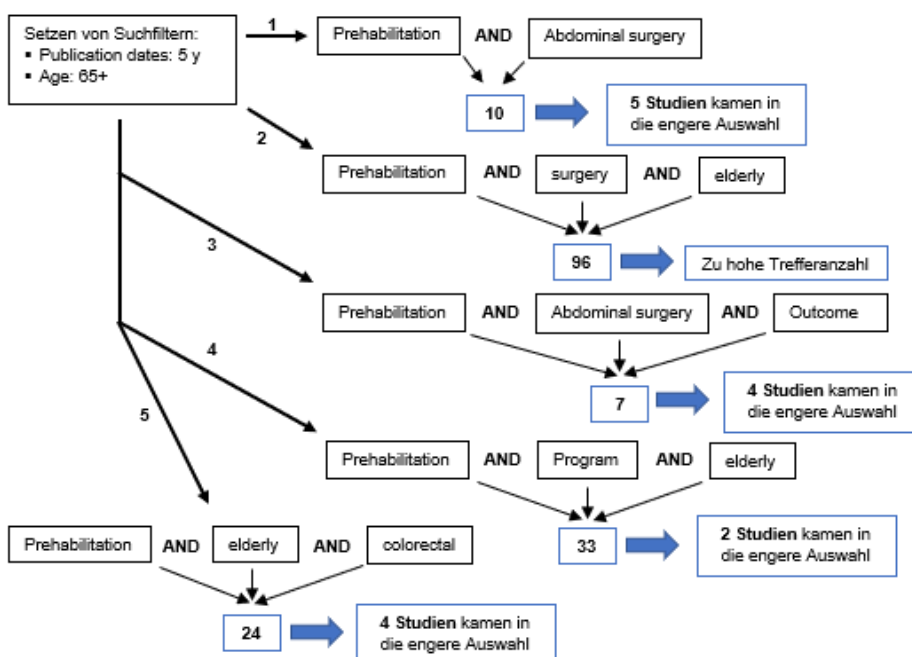 Setzen von Suchfiltern:
▪ Publication dates: 5 y
▪ Age: 65+
1
Prehabilitation AND Abdominal surgery
10
5 Studien kamen in
die engere Auswahl
2
Prehabilitation AND surgery AND elderly
96
Zu hohe Trefferanzahl
3
Prehabilitation AND Abdominal surgery AND Outcome
7
4 Studien kamen in
die engere Auswahl
4
Prehabilitation AND Program AND elderly
33
2 Studien kamen in
die engere Auswahl
5
Prehabilitation AND elderly AND colorectal
24
4 Studien kamen in
die engere Auswahl